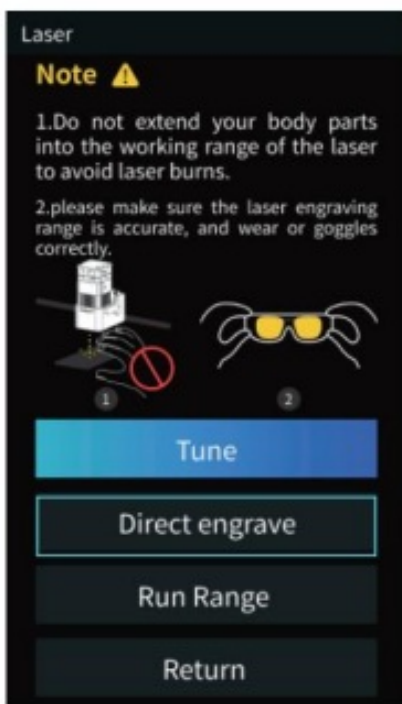 Laser
Note
1.Do not extend your body parts
into the working range of the laser
to avoid laser burns.
2.please make sure the laser engraving
range is accurate, and wear or goggles
correctly.
1
2
Tune
Direct engrave
Run Range
Return